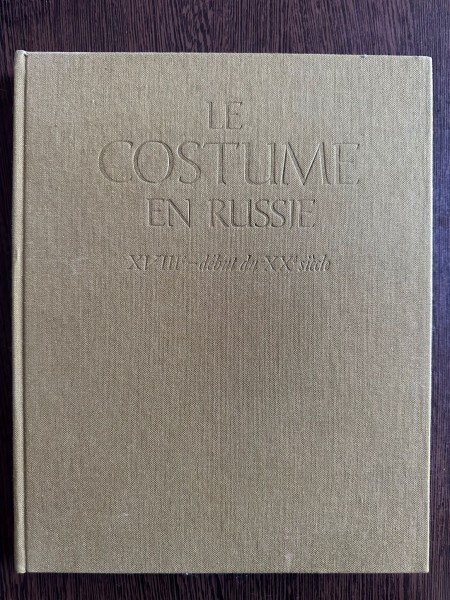 LE
COSTUME
EN RUSSIE
XVIIIᵉ – début du XXᵉ siècle